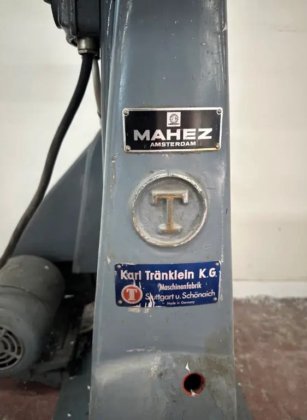 MAHEZ
AMSTERDAM
T
Karl Tränklein K.G.
Maschinenfabrik
T
Stuttgart u. Schönaich
Made in Germany